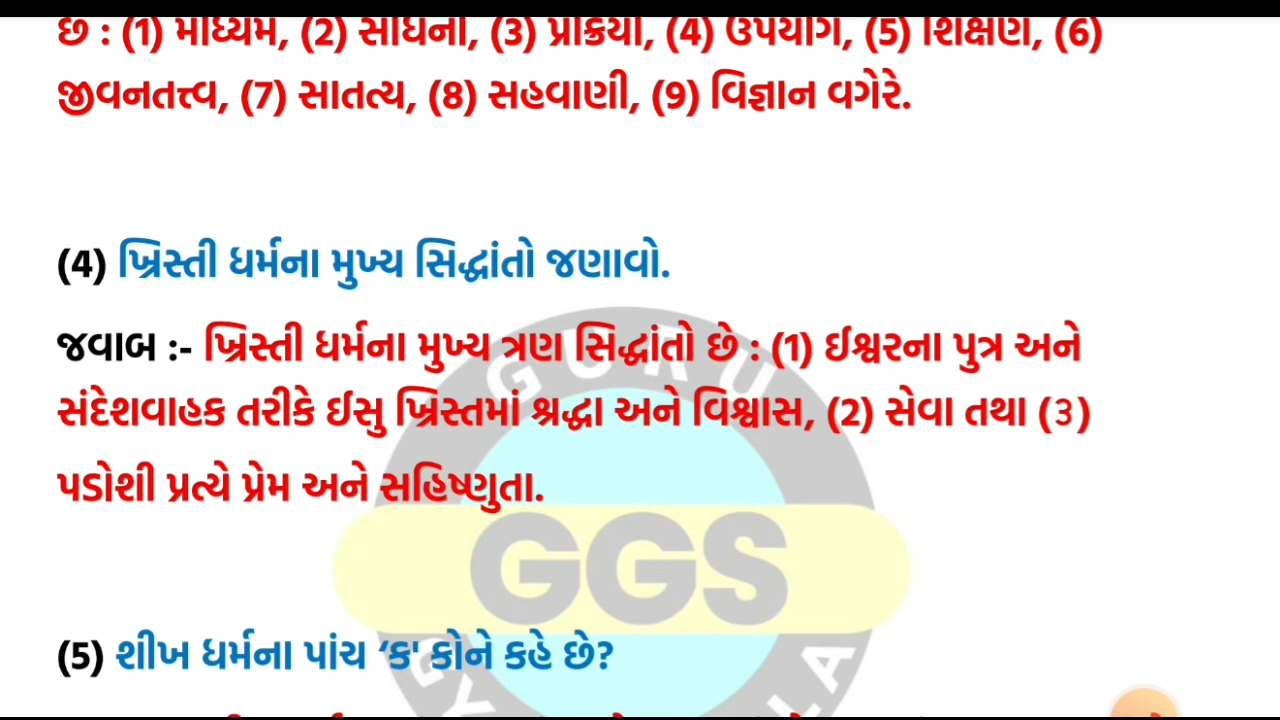 છે : (1) માધ્યમ, (2) સાધનો, (3) પ્રક્રિયા, (4) ઉપયોગ, (5) શિક્ષણ, (6)
જીવનતત્ત્વ, (7) સાતત્ય, (8) સહવાણી, (9) વિજ્ઞાન વગેરે.
(4) ખ્રિસ્તી ધર્મના મુખ્ય સિદ્ધાંતો જણાવો.
જવાબ :- ખ્રિસ્તી ધર્મના મુખ્ય ત્રણ સિદ્ધાંતો છે : (1) ઈશ્વરના પુત્ર અને
સંદેશવાહક તરીકે ઈસુ ખ્રિસ્તમાં શ્રદ્ધા અને વિશ્વાસ, (2) સેવા તથા (૩)
પડોશી પ્રત્યે પ્રેમ અને સહિષ્ણુતા.
GURU
GGS
(5) શીખ ધર્મના પાંચ ‘ક' કોને કહે છે?